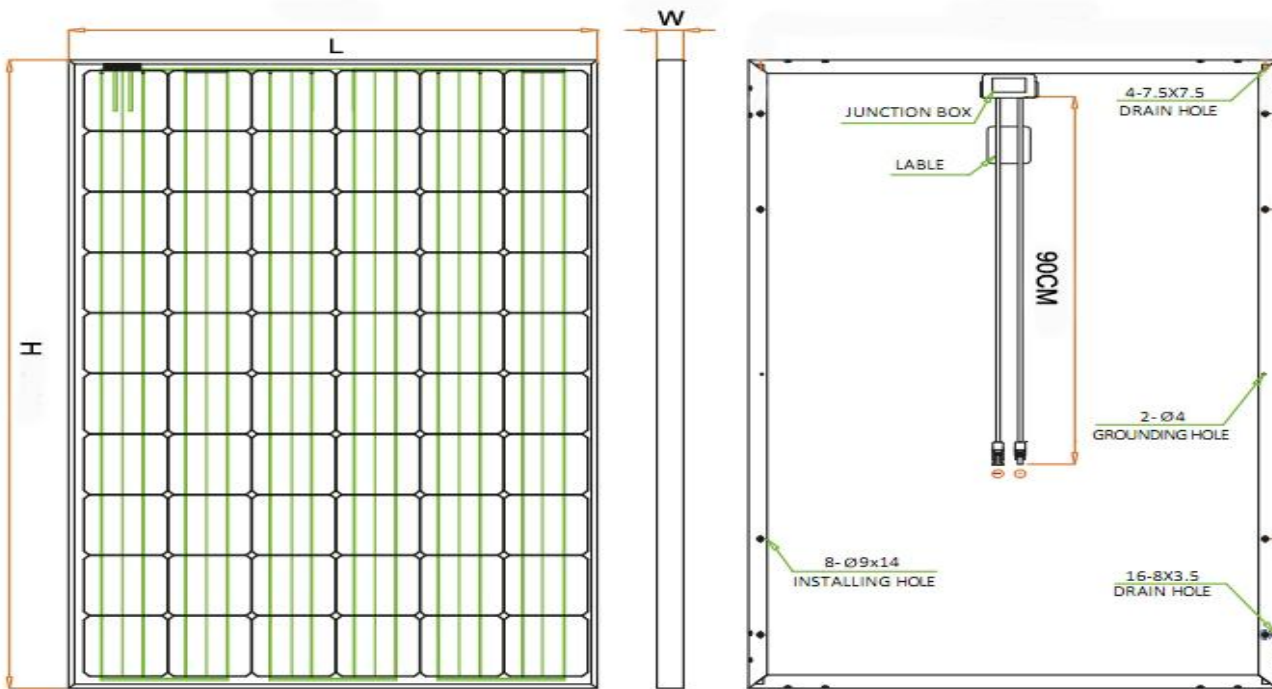 L
W
H
JUNCTION BOX
LABLE
90CM
4-7.5X7.5
DRAIN HOLE
2-Ø4
GROUNDING HOLE
8-Ø9x14
INSTALLING HOLE
16-8X3.5
DRAIN HOLE